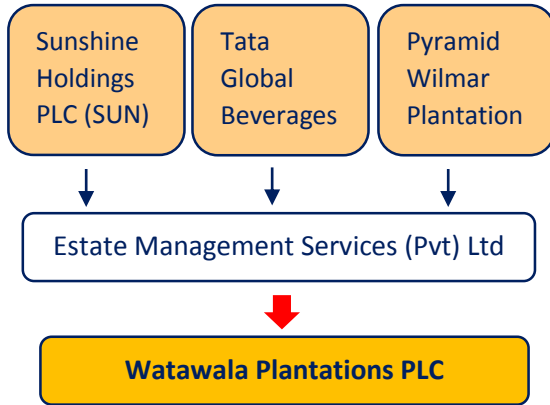 Sunshine
Holdings
PLC (SUN)
Tata
Global
Beverages
Pyramid
Wilmar
Plantation
Estate Management Services (Pvt) Ltd
Watawala Plantations PLC